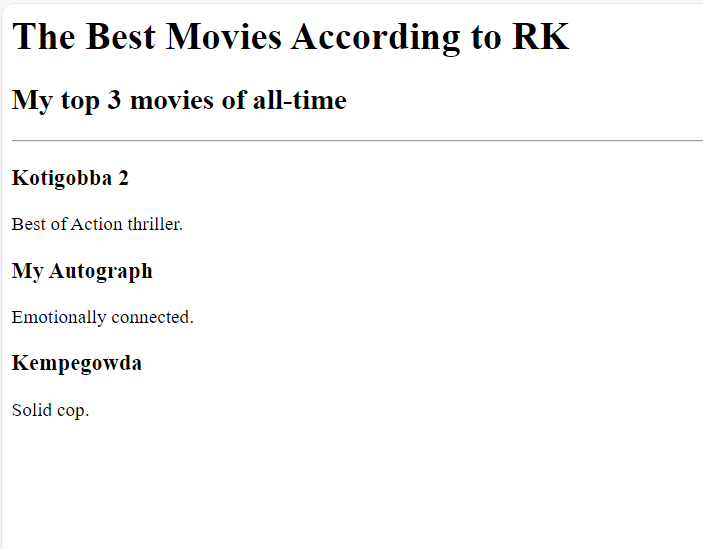 The Best Movies According to RK
My top 3 movies of all-time
Kotigobba 2
Best of Action thriller.
My Autograph
Emotionally connected.
Kempegowda
Solid cop.